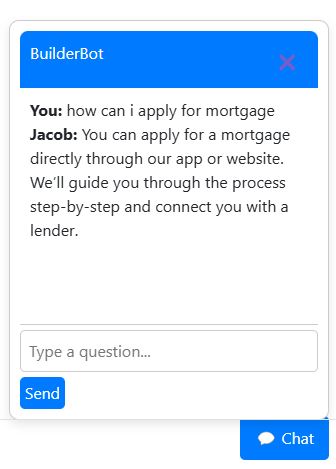 BuilderBot
You: how can i apply for mortgage
Jacob: You can apply for a mortgage
directly through our app or website.
We’ll guide you through the process
step-by-step and connect you with a
lender.
Type a question...
Send
Chat